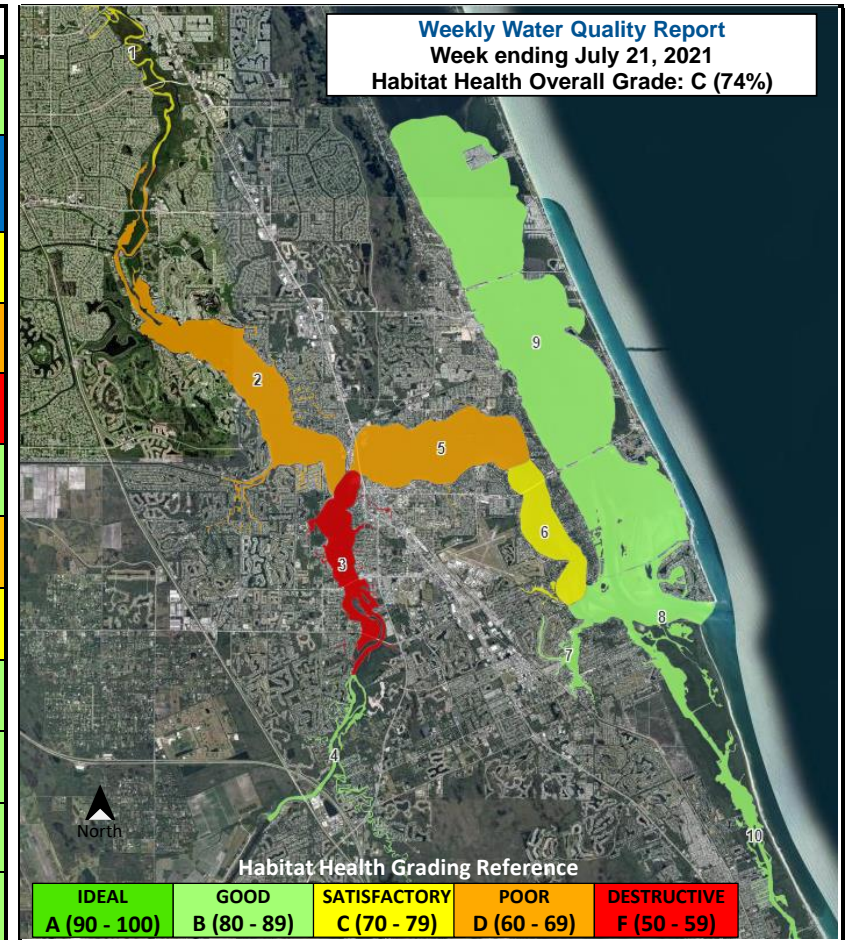 Weekly Water Quality Report
Week ending July 21, 2021
Habitat Health Overall Grade: C (74%)
1
9
2
5
6
3
8
7
4
10
North
Habitat Health Grading Reference
IDEAL
A (90 - 100)
GOOD
B (80 - 89)
SATISFACTORY
C (70 - 79)
POOR
D (60 - 69)
DESTRUCTIVE
F (50 - 59)